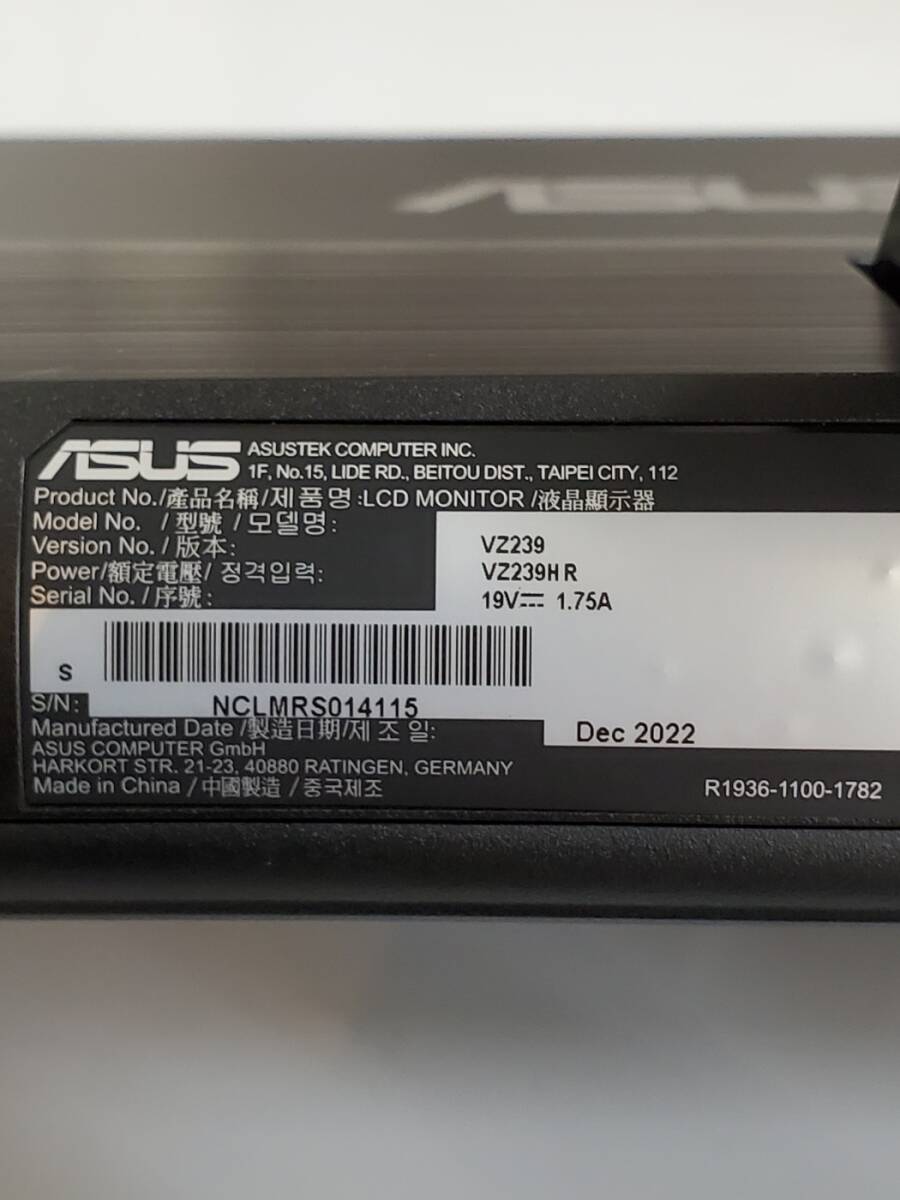 ASUS
ASUS ASUSTEK COMPUTER INC.
1F, No.15, LIDE RD., BEITOU DIST., TAIPEI CITY, 112
Product No./產品名稱/제품명:LCD MONITOR/液晶顯示器
Model No. /型號 / 모델명: VZ239
Version No. / 版本: VZ239HR
Power/額定電壓/ 정격입력: 19V⎓ 1.75A
Serial No. / 序號:
S
S/N: NCLMRS014115
Manufactured Date /製造日期/제 조 일: Dec 2022
ASUS COMPUTER GmbH
HARKORT STR. 21-23, 40880 RATINGEN, GERMANY
Made in China / 中國製造 / 중국제조 R1936-1100-1782